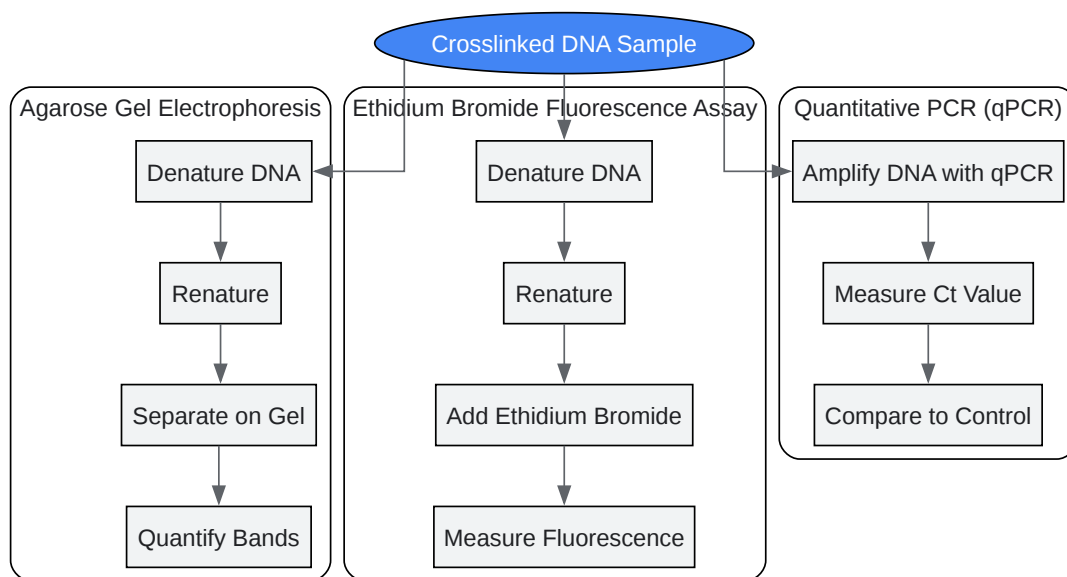 Crosslinked DNA Sample
Agarose Gel Electrophoresis
Denature DNA
Renature
Separate on Gel
Quantify Bands
Ethidium Bromide Fluorescence Assay
Denature DNA
Renature
Add Ethidium Bromide
Measure Fluorescence
Quantitative PCR (qPCR)
Amplify DNA with qPCR
Measure Ct Value
Compare to Control